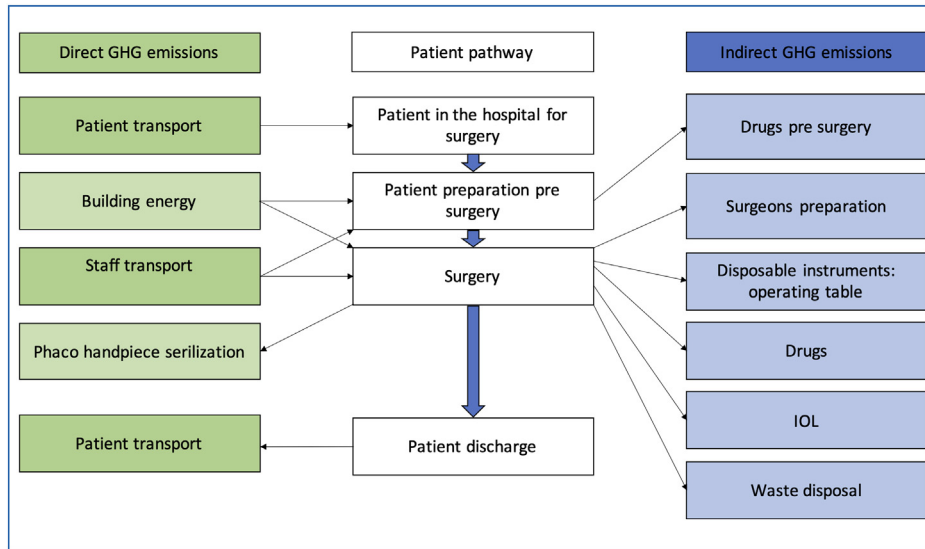 Direct GHG emissions
Patient pathway
Indirect GHG emissions
Patient transport
Patient in the hospital for
surgery
Drugs pre surgery
Building energy
Patient preparation pre
surgery
Surgeons preparation
Staff transport
Surgery
Disposable instruments:
operating table
Phaco handpiece serilization
Drugs
IOL
Patient transport
Patient discharge
Waste disposal